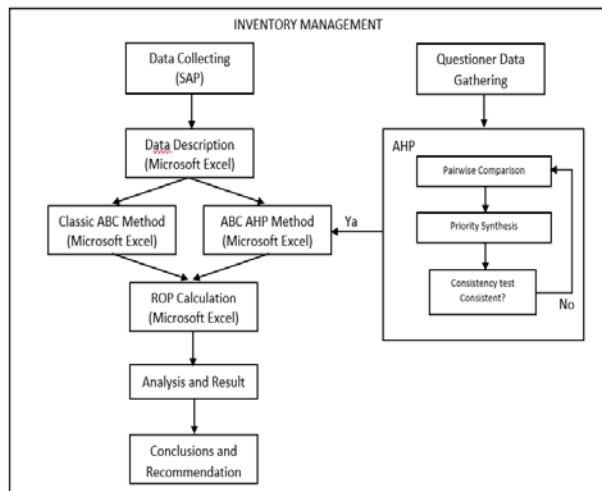 INVENTORY MANAGEMENT
Data Collecting
(SAP)
Questioner Data
Gathering
Data Description
(Microsoft Excel)
AHP
Pairwise Comparison
Classic ABC Method
(Microsoft Excel)
ABC AHP Method
(Microsoft Excel)
Ya
Priority Synthesis
Consistency test
Consistent?
No
ROP Calculation
(Microsoft Excel)
Analysis and Result
Conclusions and
Recommendation